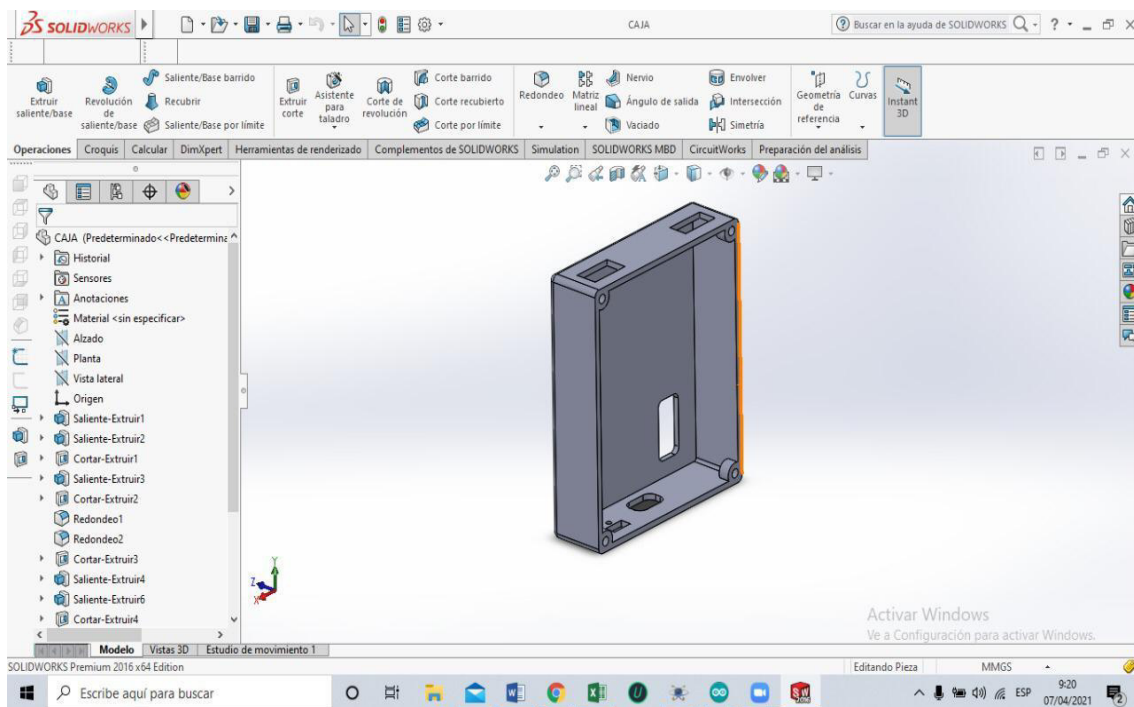 SOLIDWORKS
CAJA
Buscar en la ayuda de SOLIDWORKS
Extruir saliente/base
Revolución de saliente/base
Saliente/Base barrido
Recubrir
Saliente/Base por límite
Extruir corte
Asistente para taladro
Corte de revolución
Corte barrido
Corte recubierto
Corte por límite
Redondeo
Matriz lineal
Nervio
Ángulo de salida
Vaciado
Envolver
Intersección
Simetría
Geometría de referencia
Curvas
Instant 3D
Operaciones Croquis Calcular DimXpert Herramientas de renderizado Complementos de SOLIDWORKS Simulation SOLIDWORKS MBD CircuitWorks Preparación del análisis
CAJA (Predeterminado<<Predetermina
Historial
Sensores
Anotaciones
Material <sin especificar>
Alzado
Planta
Vista lateral
Origen
Saliente-Extruir1
Saliente-Extruir2
Cortar-Extruir1
Saliente-Extruir3
Cortar-Extruir2
Redondeo1
Redondeo2
Cortar-Extruir3
Saliente-Extruir4
Saliente-Extruir6
Cortar-Extruir4
Y
Z
X
Activar Windows
Ve a Configuración para activar Windows.
Modelo Vistas 3D Estudio de movimiento 1
SOLIDWORKS Premium 2016 x64 Edition
Editando Pieza MMGS
Escribe aquí para buscar
ESP
9:20
07/04/2021
2